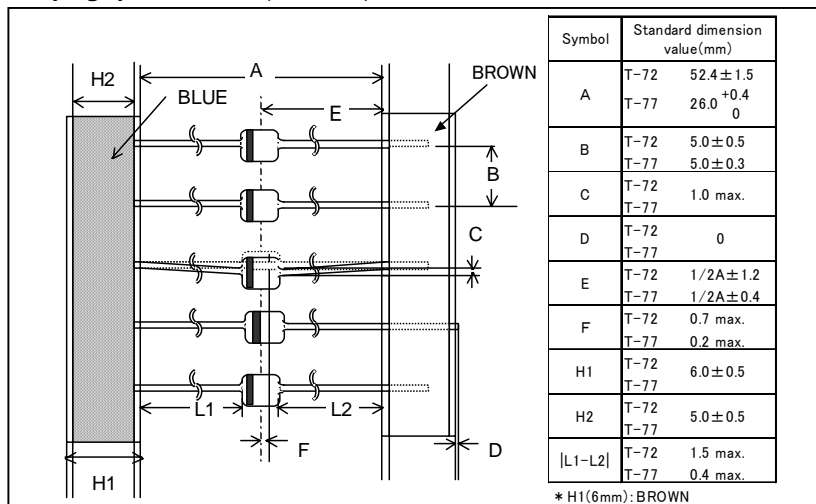 A
H2
BLUE
BROWN
E
B
C
L1
L2
F
D
H1
Symbol Standard dimension
value(mm)
A T-72 52.4±1.5
T-77 26.0 +0.4
0
B T-72 5.0±0.5
T-77 5.0±0.3
C T-72 1.0 max.
T-77
D T-72 0
T-77
E T-72 1/2A±1.2
T-77 1/2A±0.4
F T-72 0.7 max.
T-77 0.2 max.
H1 T-72 6.0±0.5
T-77
H2 T-72 5.0±0.5
T-77
|L1-L2| T-72 1.5 max.
T-77 0.4 max.
* H1(6mm): BROWN